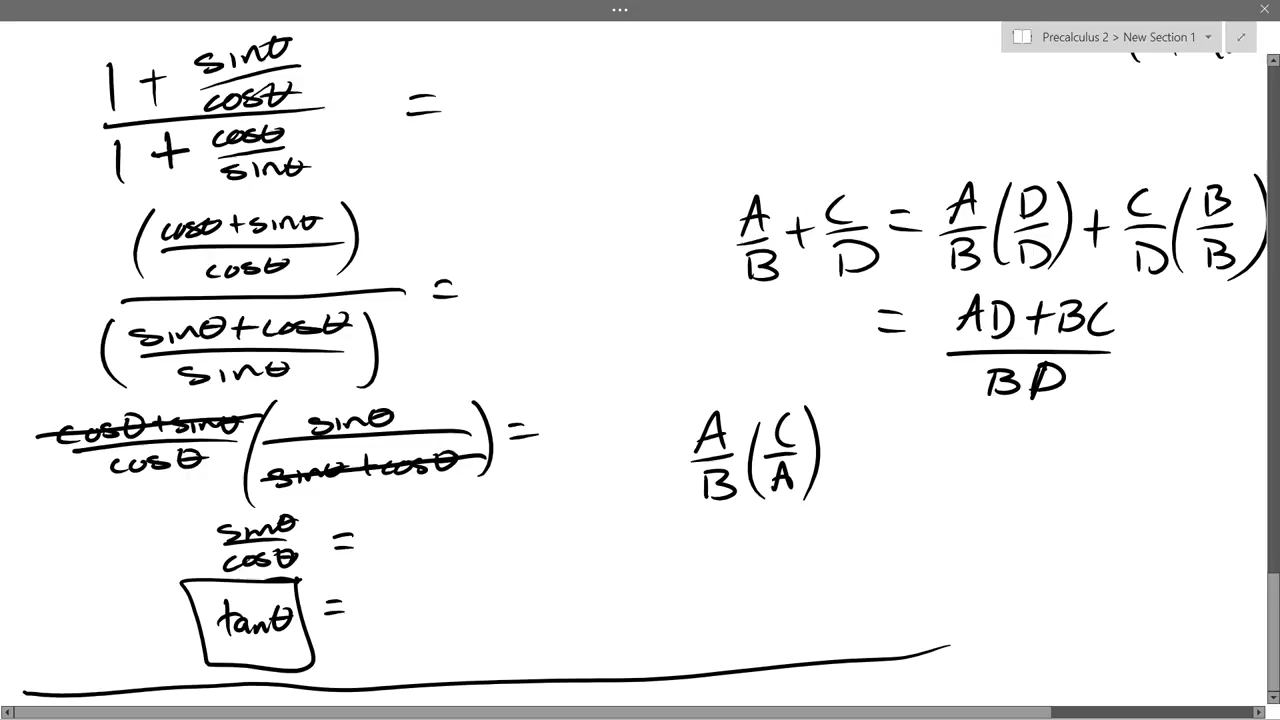 Precalculus 2 > New Section 1
1 + sinθ/cosθ
1 + cosθ/sinθ
=
(cosθ + sinθ / cosθ)
(sinθ + cosθ / sinθ)
=
cosθ + sinθ / cosθ (sinθ / sinθ + cosθ) =
sinθ/cosθ =
tanθ =
A/B + C/D = A/B (D/D) + C/D (B/B)
= AD + BC / BD
A/B (C/A)